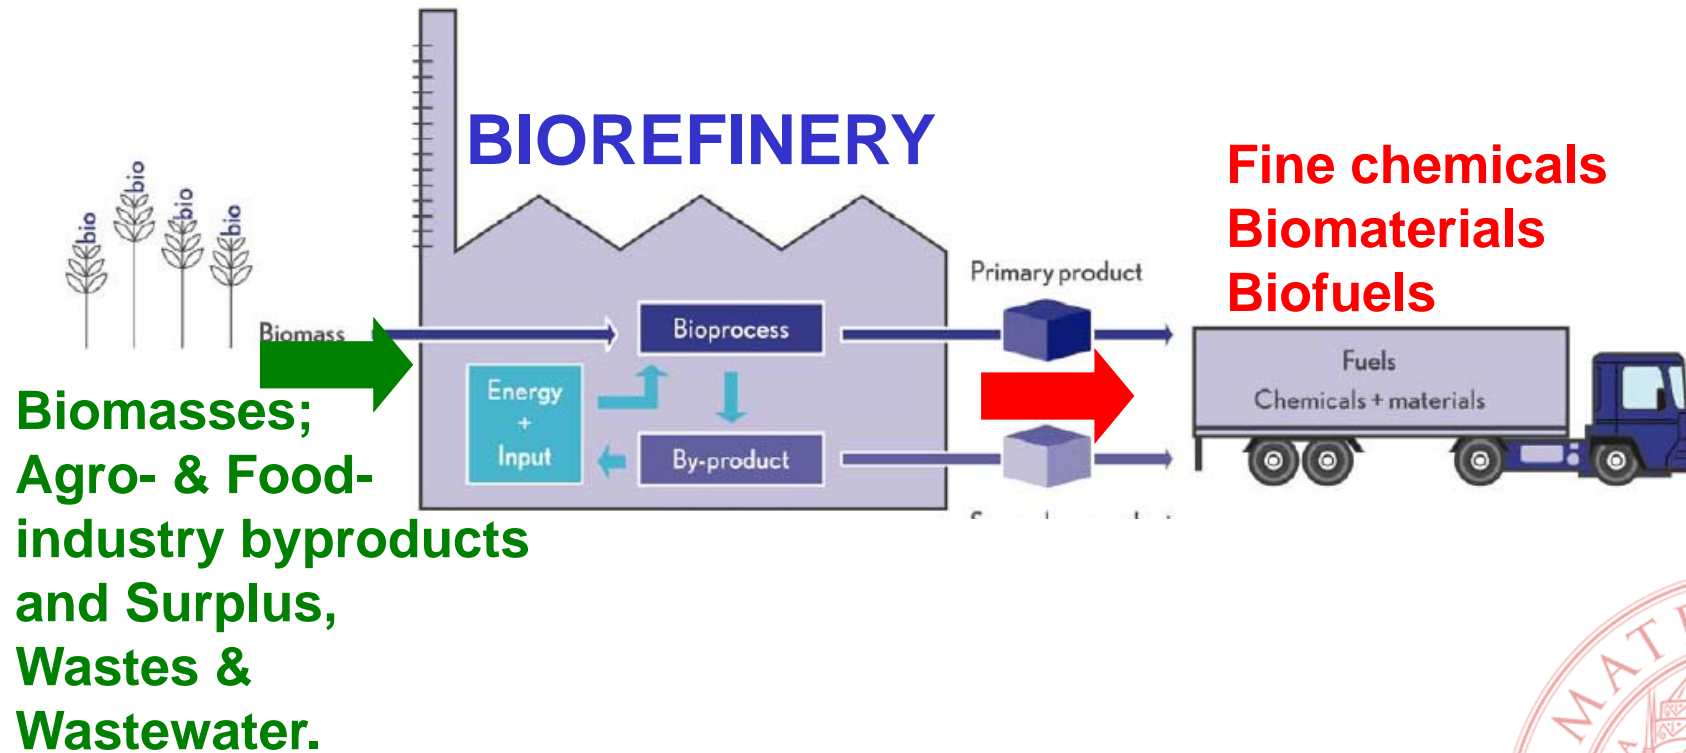 BIOREFINERY
bio
bio
bio
bio
Biomass
Bioprocess
Energy
+
Input
By-product
Primary product
Fine chemicals
Biomaterials
Biofuels
Fuels
Chemicals + materials
Biomasses;
Agro- & Food-
industry byproducts
and Surplus,
Wastes &
Wastewater.